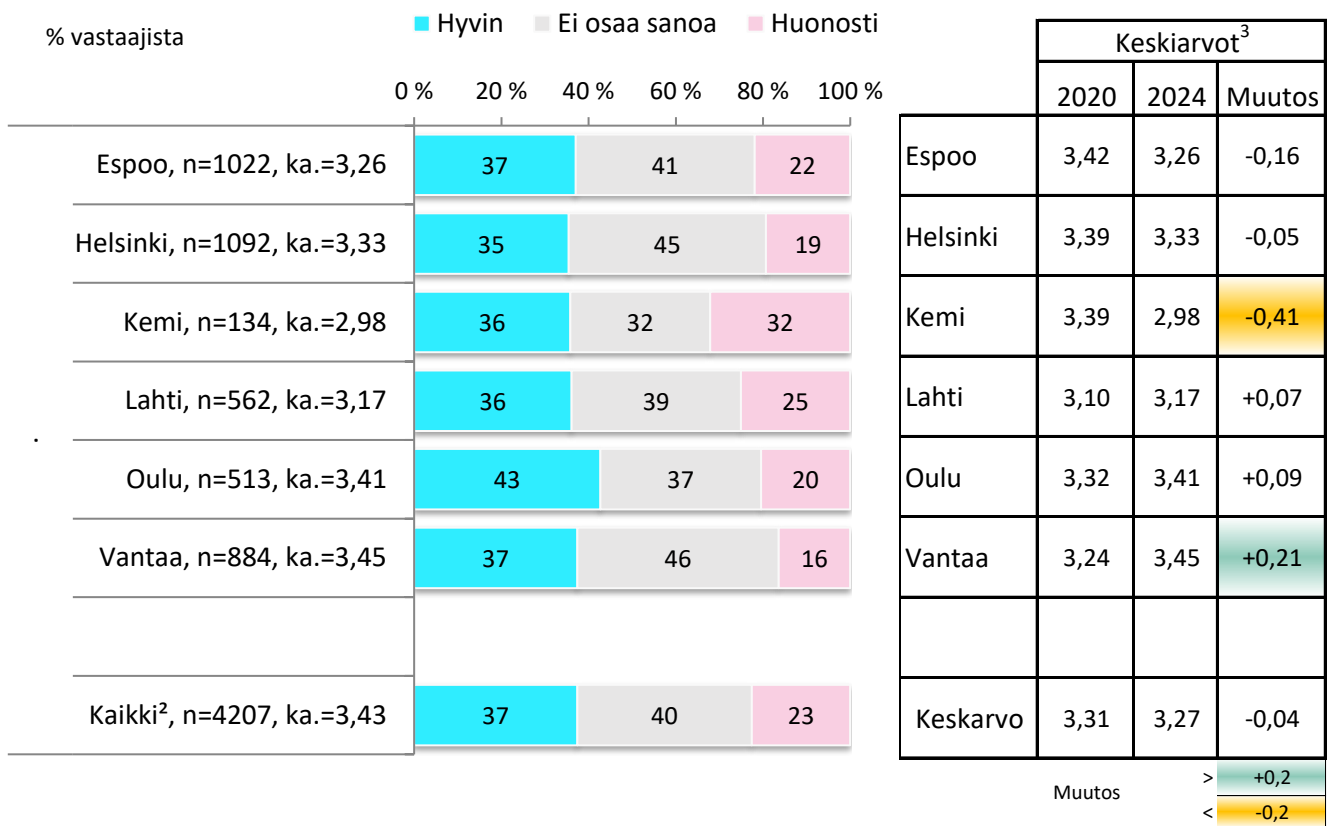 % vastaajista
Hyvin Ei osaa sanoa Huonosti
0 % 20 % 40 % 60 % 80 % 100 %
Espoo, n=1022, ka.=3,26 37 41 22
Helsinki, n=1092, ka.=3,33 35 45 19
Kemi, n=134, ka.=2,98 36 32 32
Lahti, n=562, ka.=3,17 36 39 25
.
Oulu, n=513, ka.=3,41 43 37 20
Vantaa, n=884, ka.=3,45 37 46 16
Kaikki², n=4207, ka.=3,43 37 40 23
Keskiarvot³
2020 2024 Muutos
Espoo 3,42 3,26 -0,16
Helsinki 3,39 3,33 -0,05
Kemi 3,39 2,98 -0,41
Lahti 3,10 3,17 +0,07
Oulu 3,32 3,41 +0,09
Vantaa 3,24 3,45 +0,21
Keskarvo 3,31 3,27 -0,04
Muutos
> +0,2
< -0,2